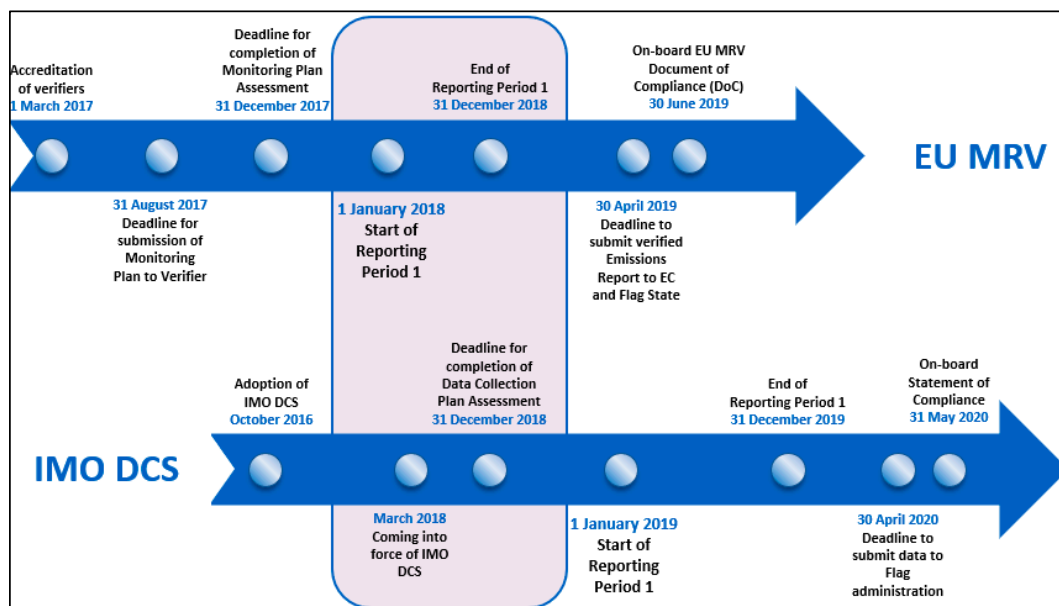 Accreditation
of verifiers
1 March 2017
Deadline for
completion of
Monitoring Plan
Assessment
31 December 2017
End of
Reporting Period 1
31 December 2018
On-board EU MRV
Document of
Compliance (DoC)
30 June 2019
EU MRV
31 August 2017
Deadline for
submission of
Monitoring
Plan to Verifier
1 January 2018
Start of
Reporting
Period 1
30 April 2019
Deadline to
submit verified
Emissions
Report to EC
and Flag State
IMO DCS
Adoption of
IMO DCS
October 2016
Deadline for
completion of
Data Collection
Plan Assessment
31 December 2018
End of
Reporting Period 1
31 December 2019
On-board
Statement of
Compliance
31 May 2020
March 2018
Coming into
force of IMO
DCS
1 January 2019
Start of
Reporting
Period 1
30 April 2020
Deadline to
submit data to
Flag
administration